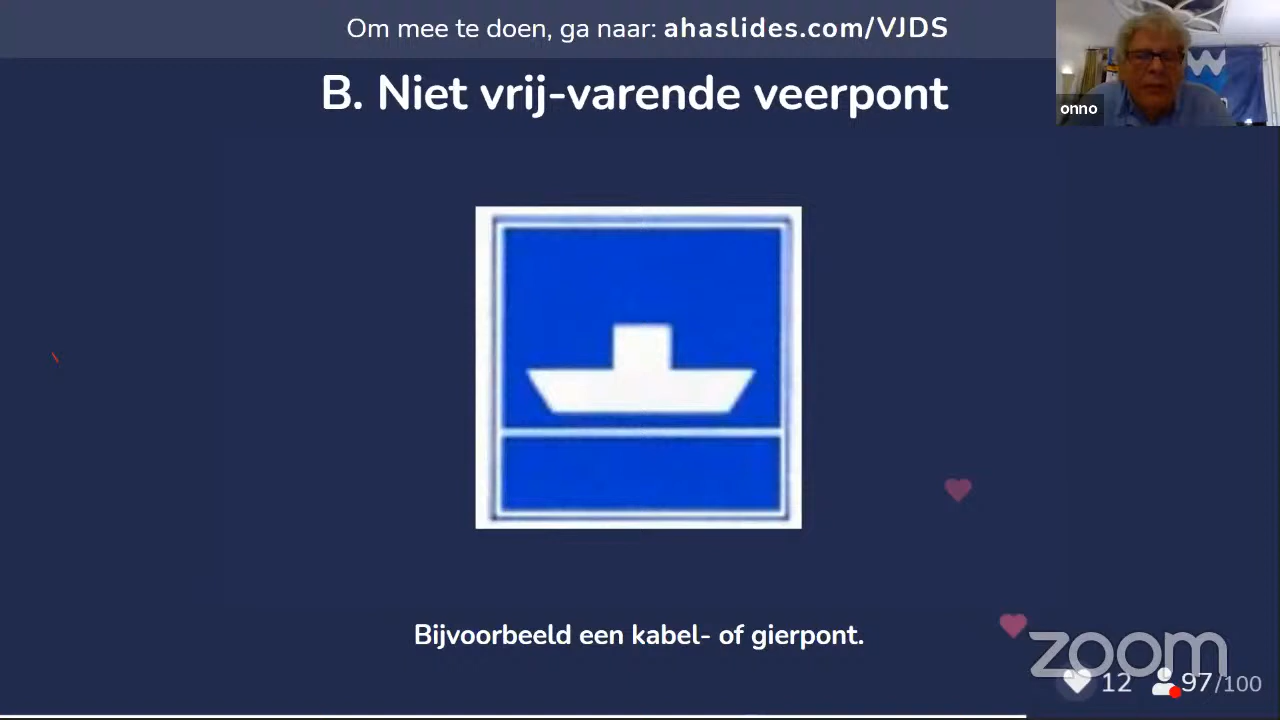 Om mee te doen, ga naar: ahaslides.com/VJDS
B. Niet vrij-varende veerpont
onno
Bijvoorbeeld een kabel- of gierpont.
zoom
12
97/100